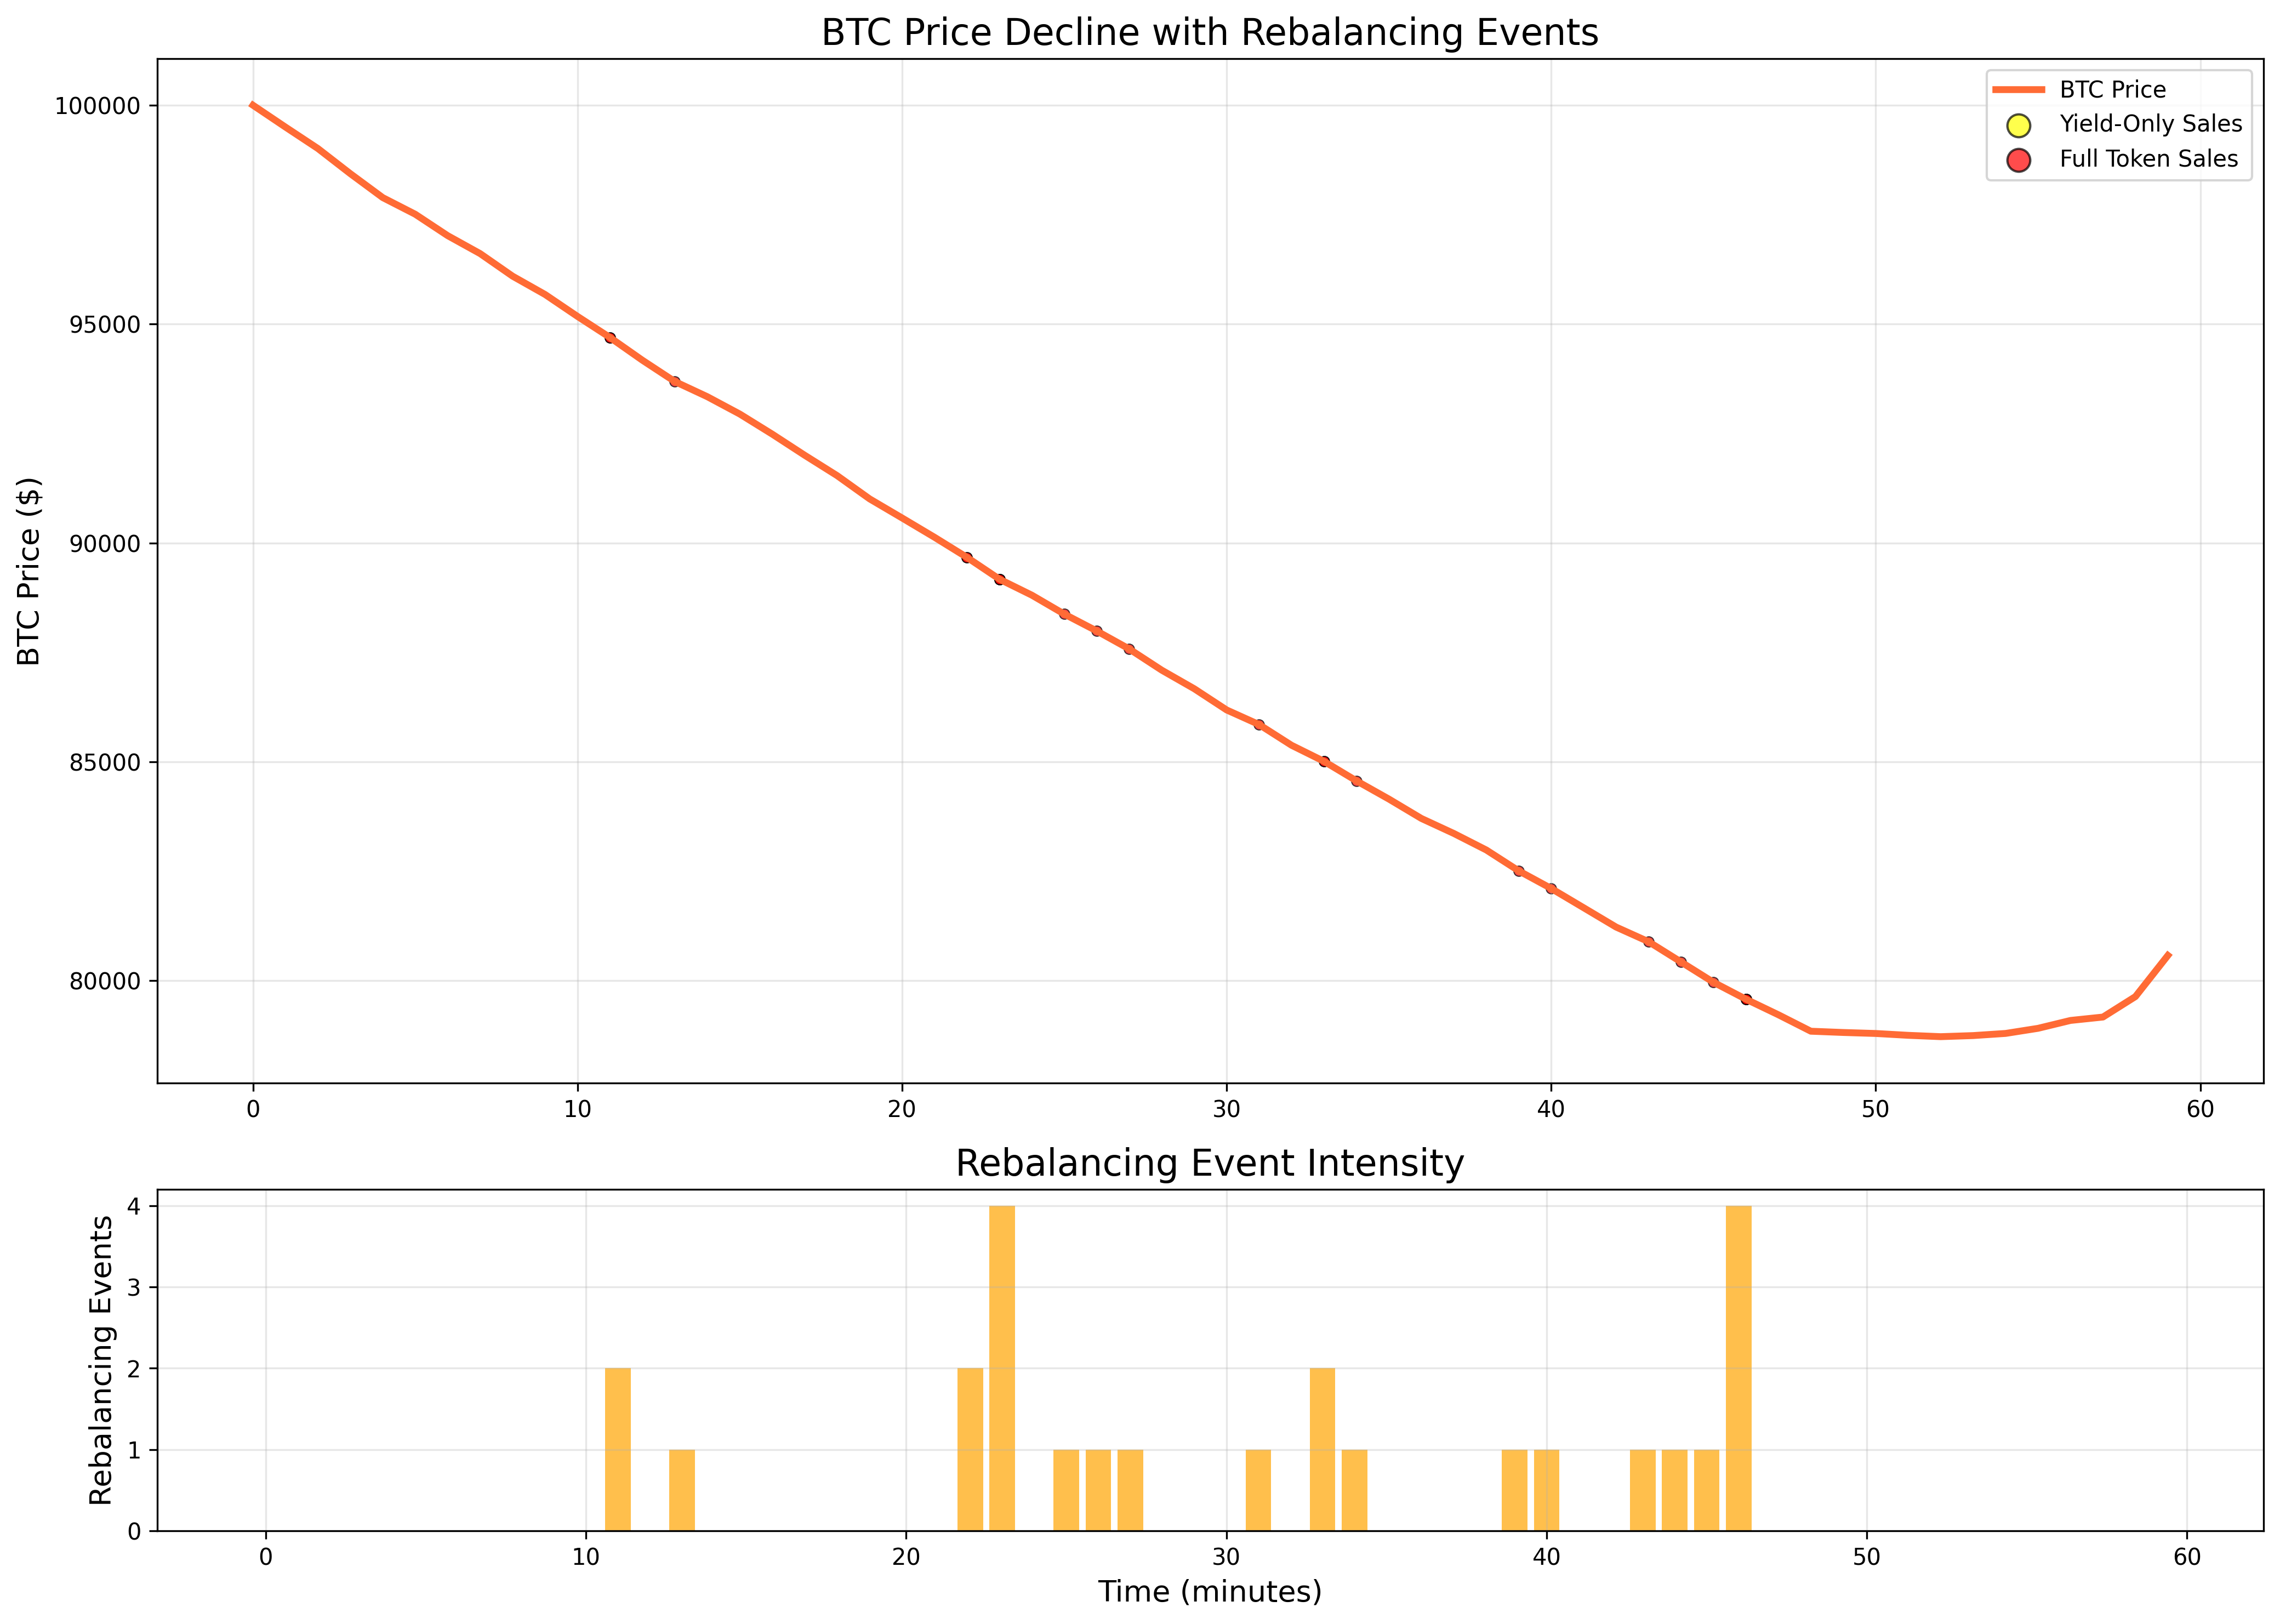 BTC Price Decline with Rebalancing Events
BTC Price
Yield-Only Sales
Full Token Sales
BTC Price ($)
100000
95000
90000
85000
80000
0 10 20 30 40 50 60
Rebalancing Event Intensity
Rebalancing Events
4
3
2
1
0
0 10 20 30 40 50 60
Time (minutes)